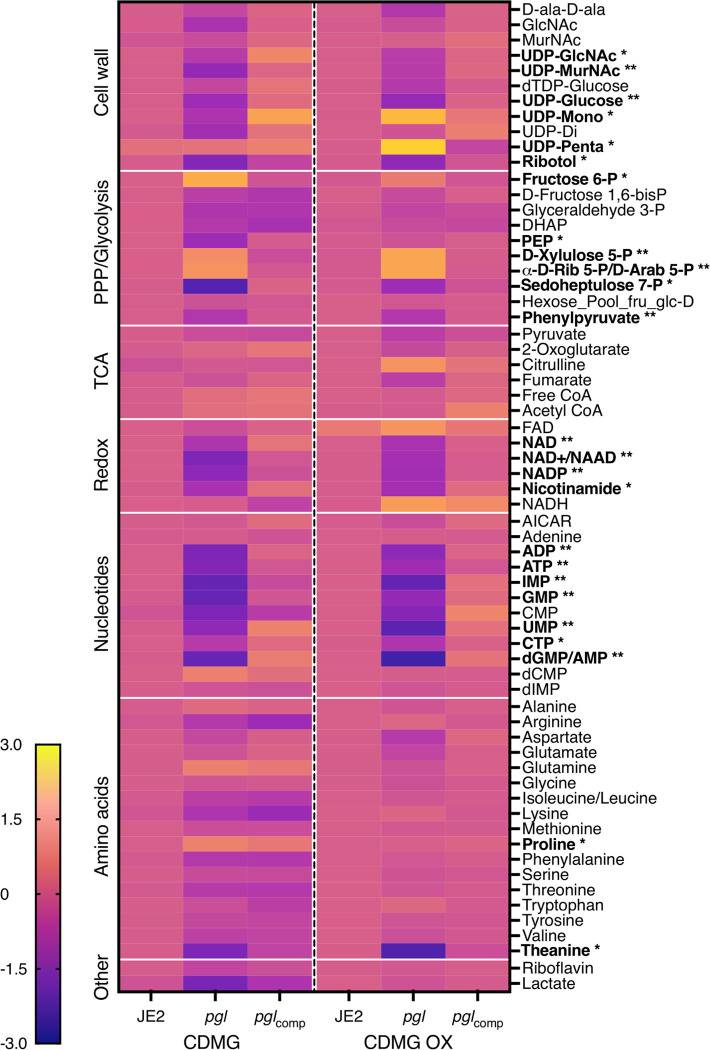 Cell wall
D-ala-D-ala
GlcNAc
MurNAc
UDP-GlcNAc *
UDP-MurNAc **
dTDP-Glucose
UDP-Glucose **
UDP-Mono *
UDP-Di
UDP-Penta *
Ribotol *
PPP/Glycolysis
Fructose 6-P *
D-Fructose 1,6-bisP
Glyceraldehyde 3-P
DHAP
PEP *
D-Xylulose 5-P **
α-D-Rib 5-P/D-Arab 5-P **
Sedoheptulose 7-P *
Hexose_Pool_fru_glc-D
Phenylpyruvate **
TCA
Pyruvate
2-Oxoglutarate
Citrulline
Fumarate
Free CoA
Acetyl CoA
Redox
FAD
NAD **
NAD+/NAAD **
NADP **
Nicotinamide *
NADH
Nucleotides
AICAR
Adenine
ADP **
ATP **
IMP **
GMP **
CMP
UMP **
CTP *
dGMP/AMP **
dCMP
dIMP
Amino acids
Alanine
Arginine
Aspartate
Glutamate
Glutamine
Glycine
Isoleucine/Leucine
Lysine
Methionine
Proline *
Phenylalanine
Serine
Threonine
Tryptophan
Tyrosine
Valine
Theanine *
Other
Riboflavin
Lactate
3.0
1.5
0
-1.5
-3.0
JE2 pgl pglcomp JE2 pgl pglcomp
CDMG CDMG OX